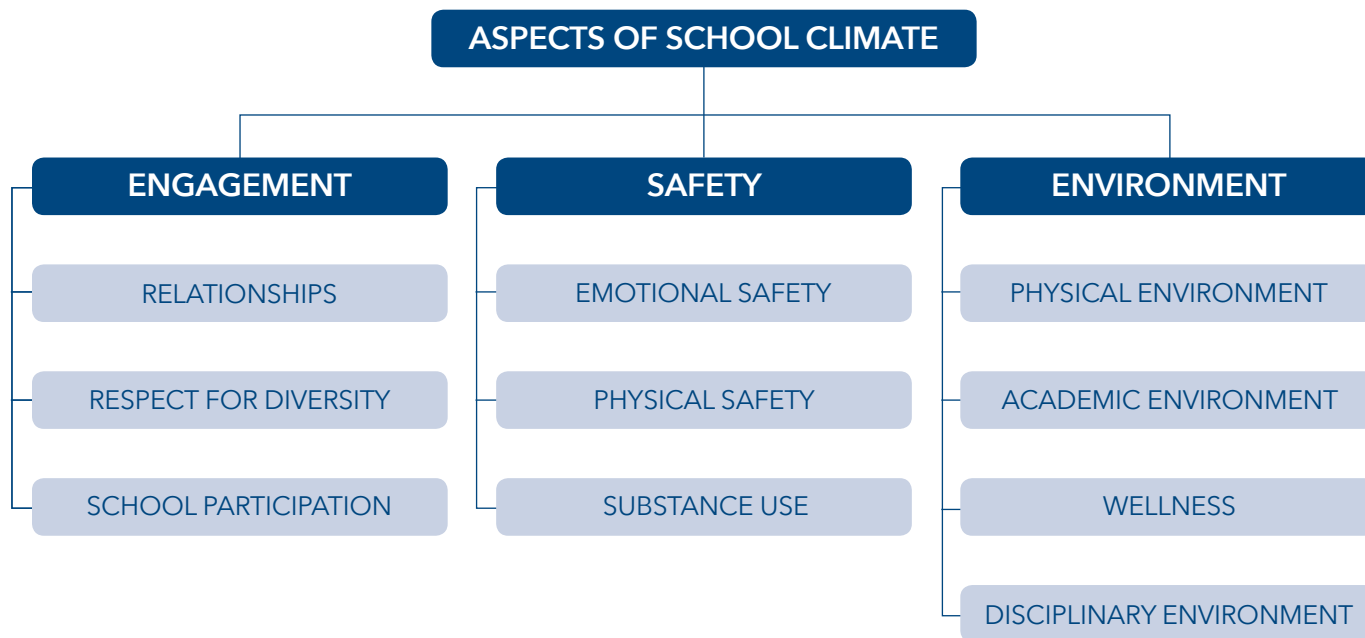 ASPECTS OF SCHOOL CLIMATE
ENGAGEMENT
RELATIONSHIPS
RESPECT FOR DIVERSITY
SCHOOL PARTICIPATION
SAFETY
EMOTIONAL SAFETY
PHYSICAL SAFETY
SUBSTANCE USE
ENVIRONMENT
PHYSICAL ENVIRONMENT
ACADEMIC ENVIRONMENT
WELLNESS
DISCIPLINARY ENVIRONMENT